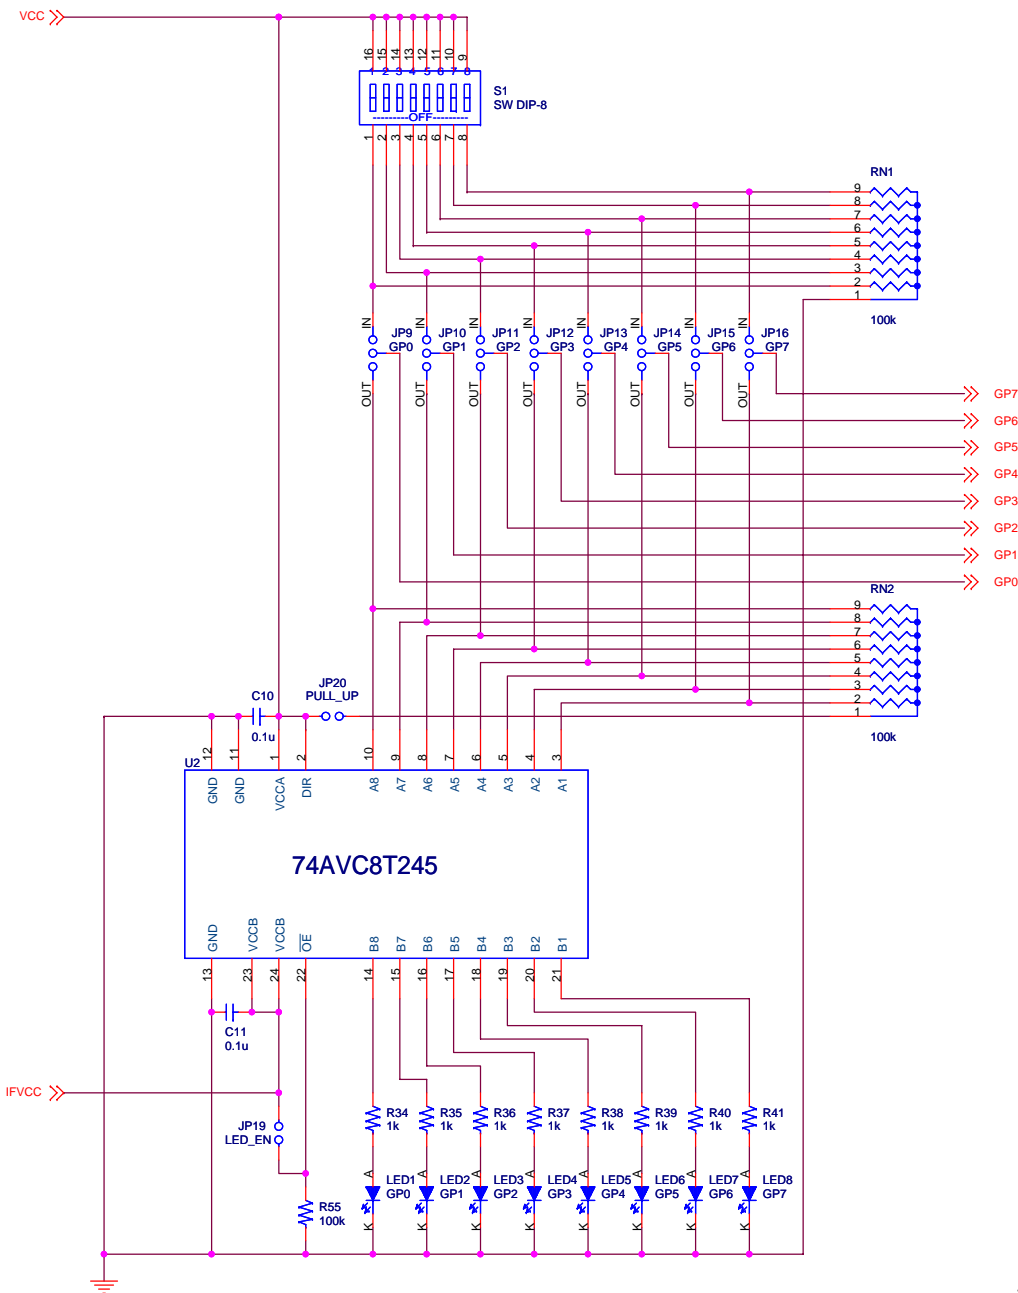 VCC
16 15 14 13 12 11 10 9
1 2 3 4 5 6 7 8
---------OFF---------
S1
SW DIP-8
1 2 3 4 5 6 7 8
RN1
9
8
7
6
5
4
3
2
1
100k
IN IN IN IN IN IN IN IN
JP9 JP10 JP11 JP12 JP13 JP14 JP15 JP16
GP0 GP1 GP2 GP3 GP4 GP5 GP6 GP7
OUT OUT OUT OUT OUT OUT OUT OUT
GP7
GP6
GP5
GP4
GP3
GP2
GP1
GP0
RN2
9
8
7
6
5
4
3
2
1
100k
JP20
PULL_UP
C10
0.1u
U2
12 11 1 2 10 9 8 7 6 5 4 3
GND GND VCCA DIR A8 A7 A6 A5 A4 A3 A2 A1
74AVC8T245
GND VCCB VCCB OE B8 B7 B6 B5 B4 B3 B2 B1
13 23 24 22 14 15 16 17 18 19 20 21
C11
0.1u
IFVCC
JP19
LED_EN
R34 R35 R36 R37 R38 R39 R40 R41
1k 1k 1k 1k 1k 1k 1k 1k
A A A A A A A A
LED1 LED2 LED3 LED4 LED5 LED6 LED7 LED8
GP0 GP1 GP2 GP3 GP4 GP5 GP6 GP7
K K K K K K K K
R55
100k